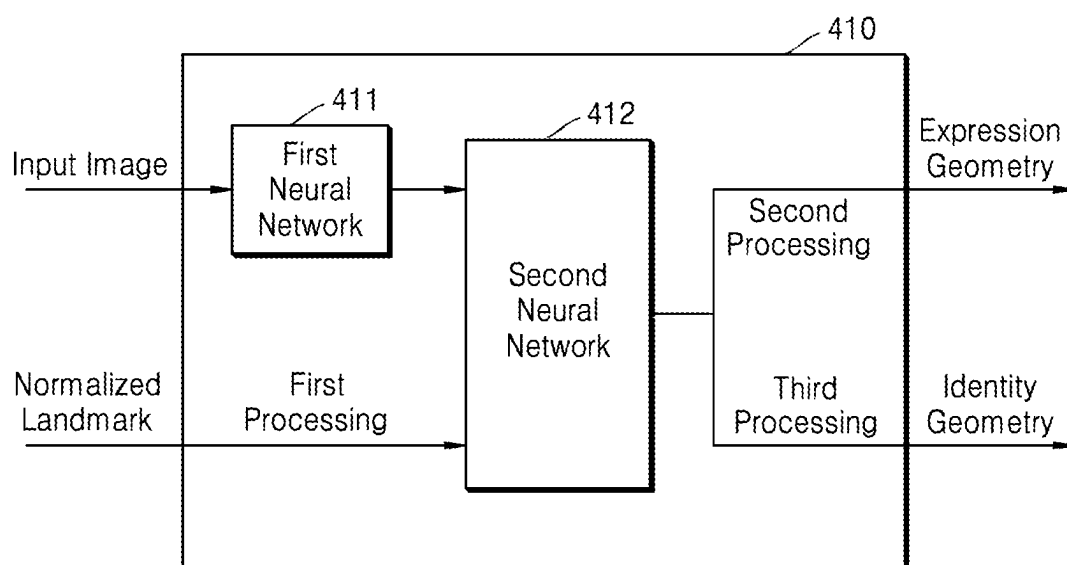 410
411
412
Input Image
First
Neural
Network
Expression
Geometry
Second
Processing
Second
Neural
Network
Normalized
Landmark
First
Processing
Third
Processing
Identity
Geometry